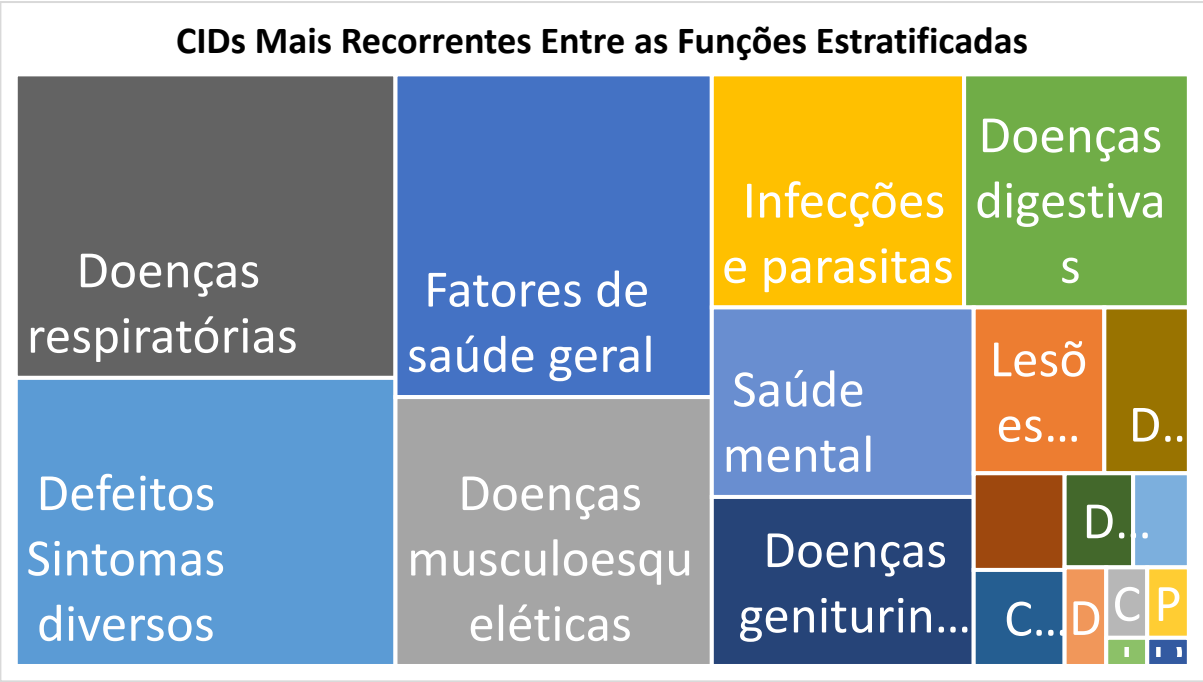 CIDs Mais Recorrentes Entre as Funções Estratificadas
Doenças
respiratórias
Defeitos
Sintomas
diversos
Fatores de
saúde geral
Doenças
musculoesqu
eléticas
Infecções
e parasitas
Doenças
digestiva
s
Saúde
mental
Doenças
geniturin...
Lesõ
es...
D...
D...
C...
D
C
P